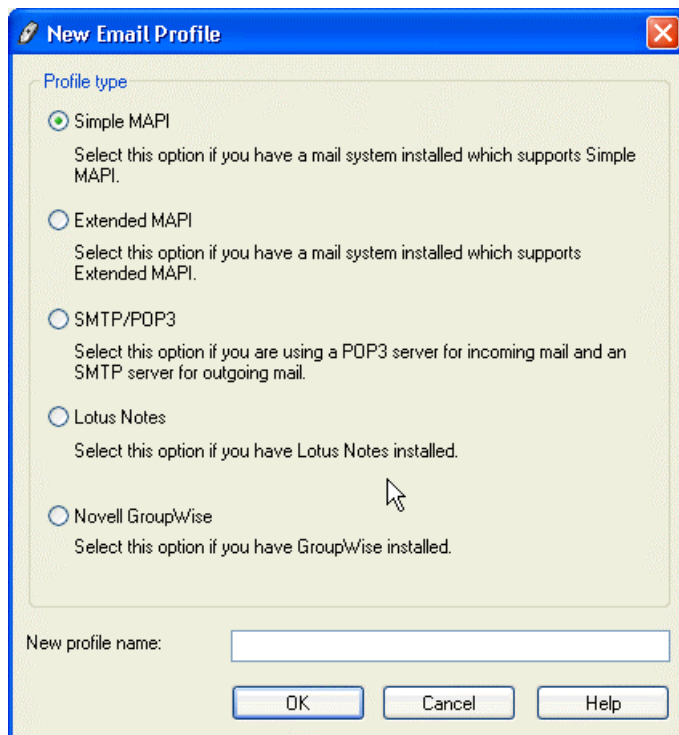 New Email Profile
Profile type
Simple MAPI
Select this option if you have a mail system installed which supports Simple
MAPI.
Extended MAPI
Select this option if you have a mail system installed which supports
Extended MAPI.
SMTP/POP3
Select this option if you are using a POP3 server for incoming mail and an
SMTP server for outgoing mail.
Lotus Notes
Select this option if you have Lotus Notes installed.
Novell GroupWise
Select this option if you have GroupWise installed.
New profile name:
OK Cancel Help